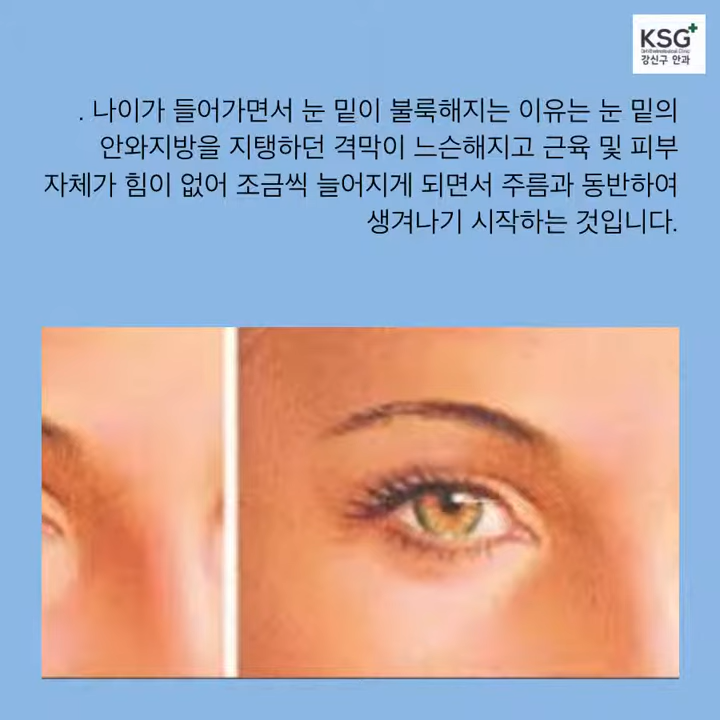 KSG
강신구 안과
. 나이가 들어가면서 눈 밑이 불룩해지는 이유는 눈 밑의
안와지방을 지탱하던 격막이 느슨해지고 근육 및 피부
자체가 힘이 없어 조금씩 늘어지게 되면서 주름과 동반하여
생겨나기 시작하는 것입니다.